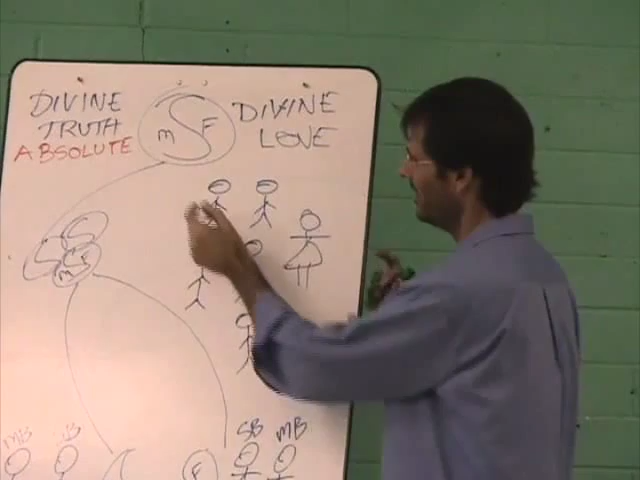 DIVINE
TRUTH
ABSOLUTE
m S F
DIVINE
LOVE
S
S
m S F
MB
SB
MB
F